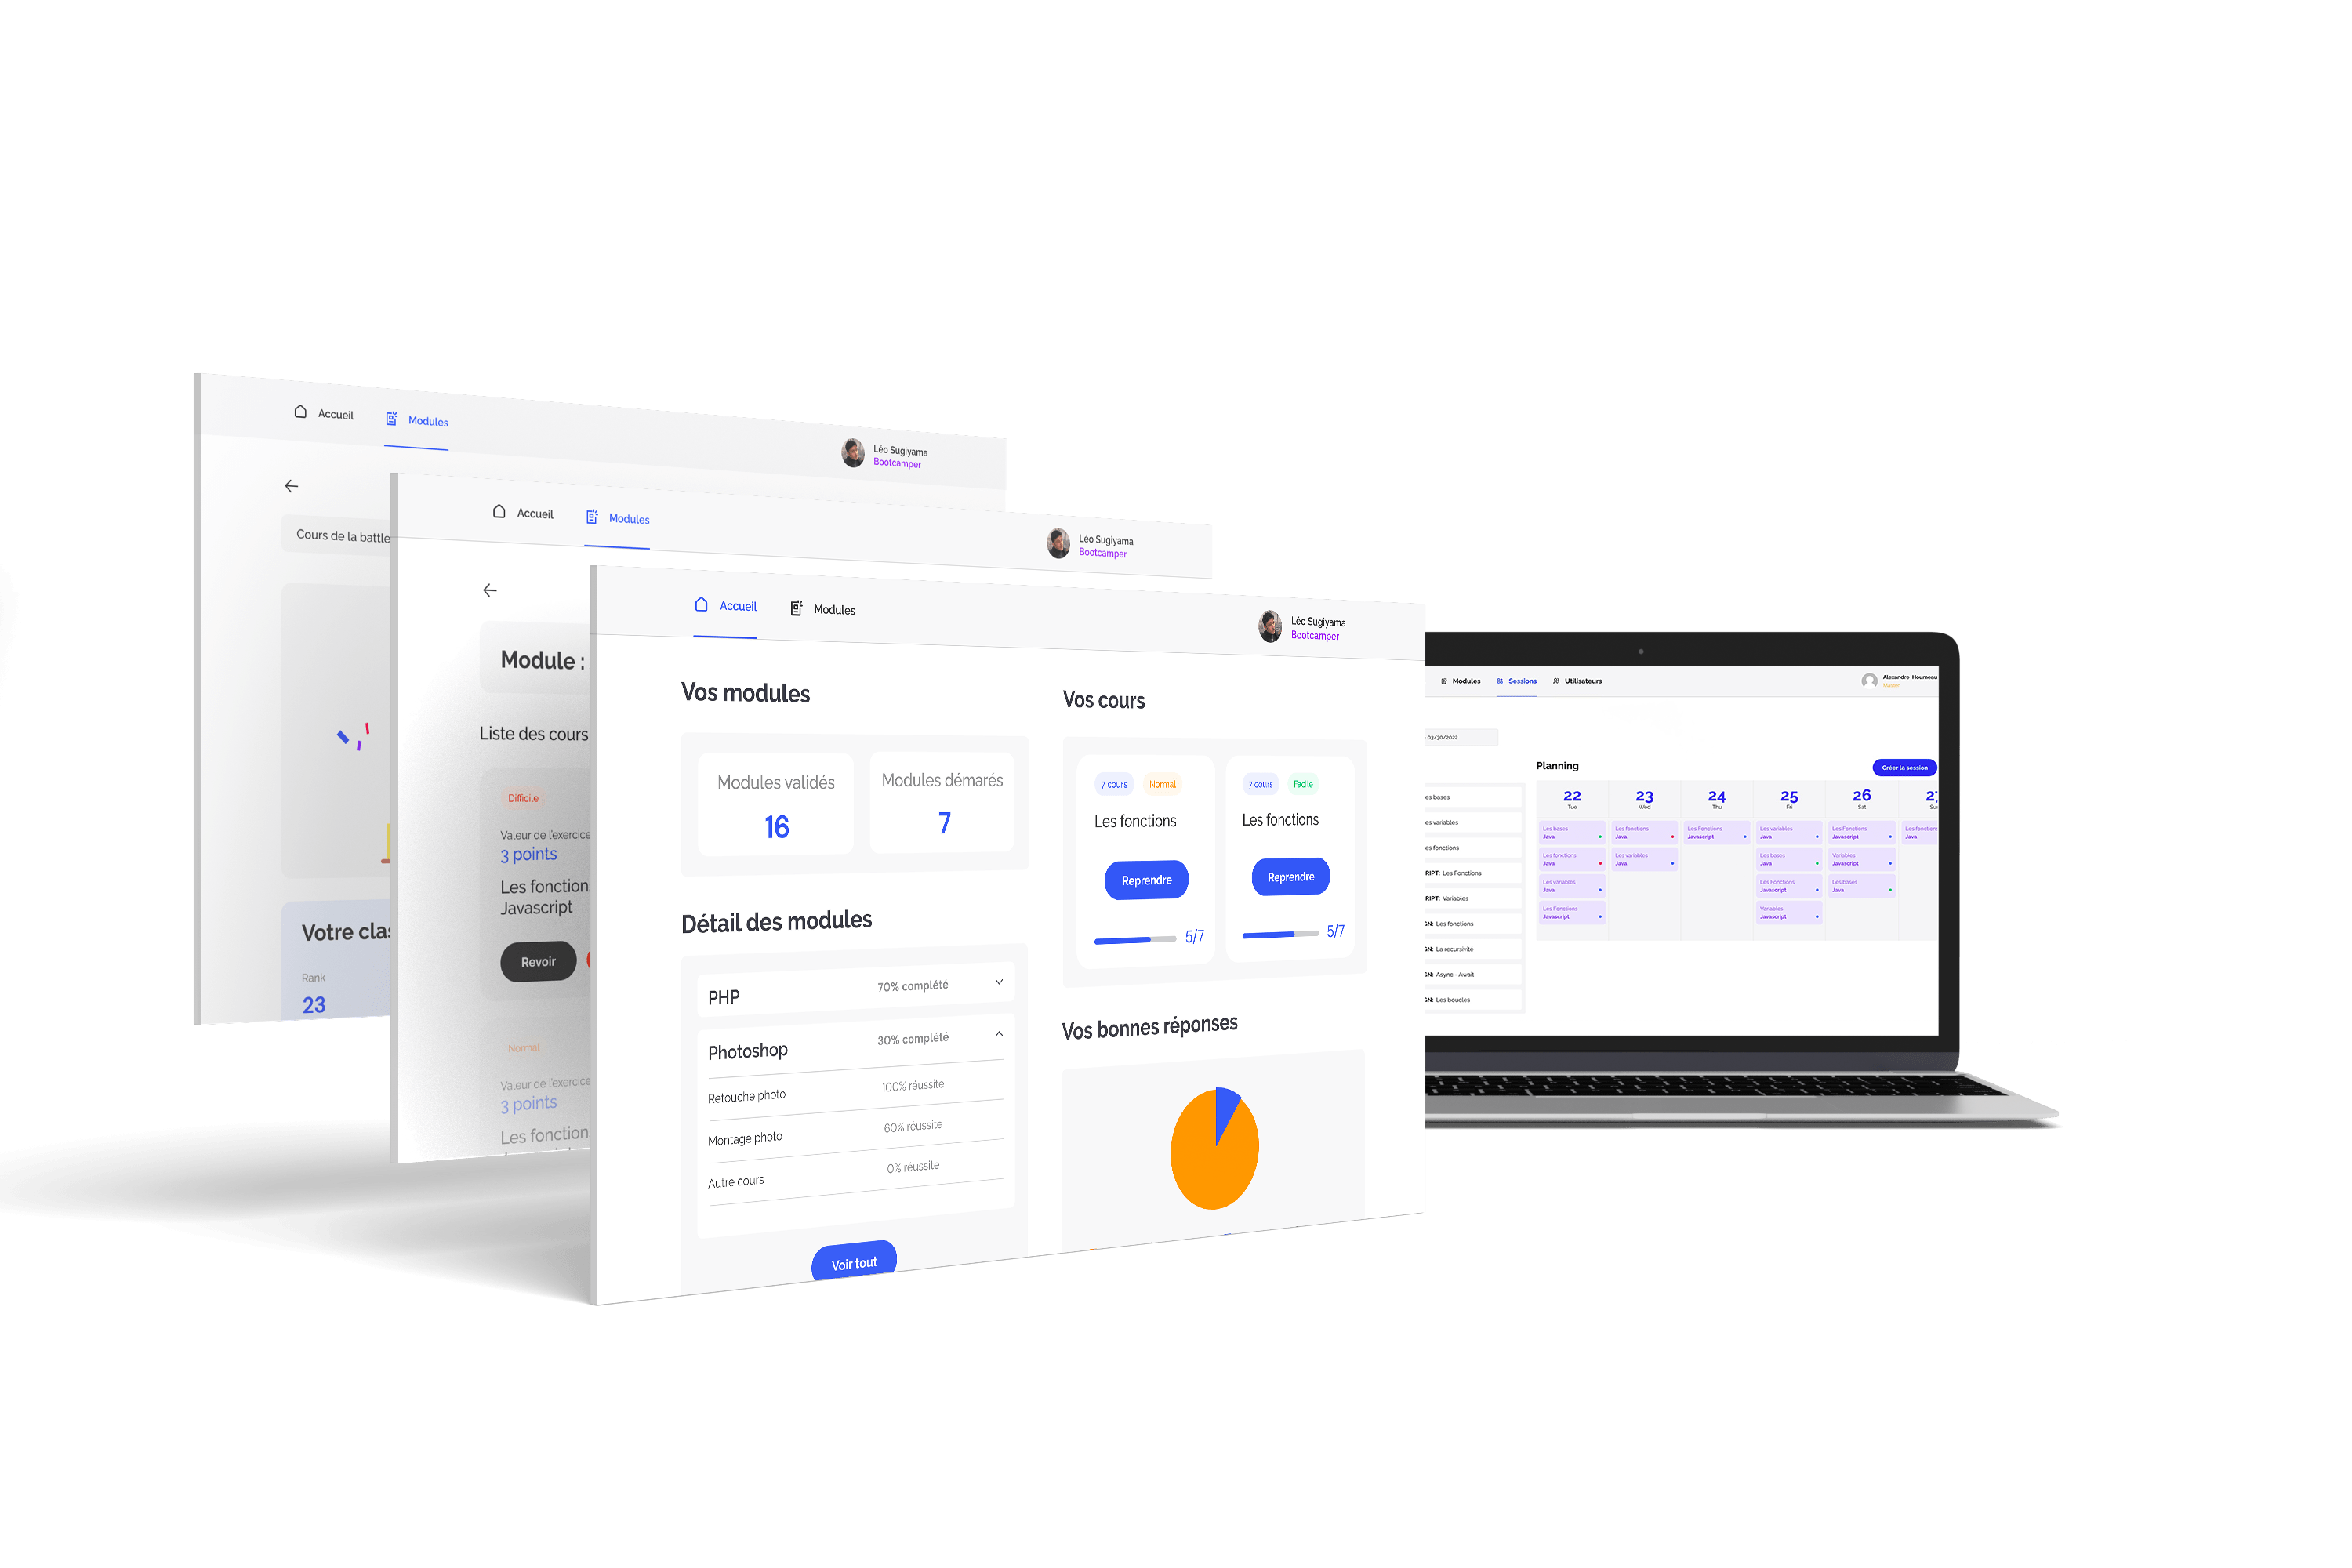 Accueil
Modules
Léo Sugiyama
Bootcamper
Cours de la battle
Votre clas
Rank
23
Accueil
Modules
Léo Sugiyama
Bootcamper
Module :
Liste des cours
Difficile
Valeur de l'exercice
3 points
Les fonctions
Javascript
Revoir
Normal
Valeur de l'exercice
3 points
Les fonction
Accueil
Modules
Léo Sugiyama
Bootcamper
Vos modules
Modules validés
16
Modules démarés
7
Détail des modules
PHP
70% complété
Photoshop
30% complété
Retouche photo
100% réussite
Montage photo
60% réussite
Autre cours
0% réussite
Voir tout
Vos cours
7 cours
Normal
Les fonctions
Reprendre
5/7
7 cours
Facile
Les fonctions
Reprendre
5/7
Vos bonnes réponses
Modules
Sessions
Utilisateurs
Alexandre Houmeau
Master
03/30/2022
Planning
Créer la session
es bases
es variables
es fonctions
RIPT: Les Fonctions
RIPT: Variables
GN: Les fonctions
GN: La recursivité
GN: Async - Await
GN: Les boucles
22
Tue
Les bases
Java
Les fonctions
Java
Les variables
Java
Les Fonctions
Javascript
23
Wed
Les fonctions
Java
Les variables
Java
24
Thu
Les Fonctions
Javascript
25
Fri
Les variables
Java
Les bases
Java
Les Fonctions
Javascript
Variables
Javascript
26
Sat
Les Fonctions
Javascript
Variables
Javascript
Les bases
Java
27
Su
Les fonction
Java